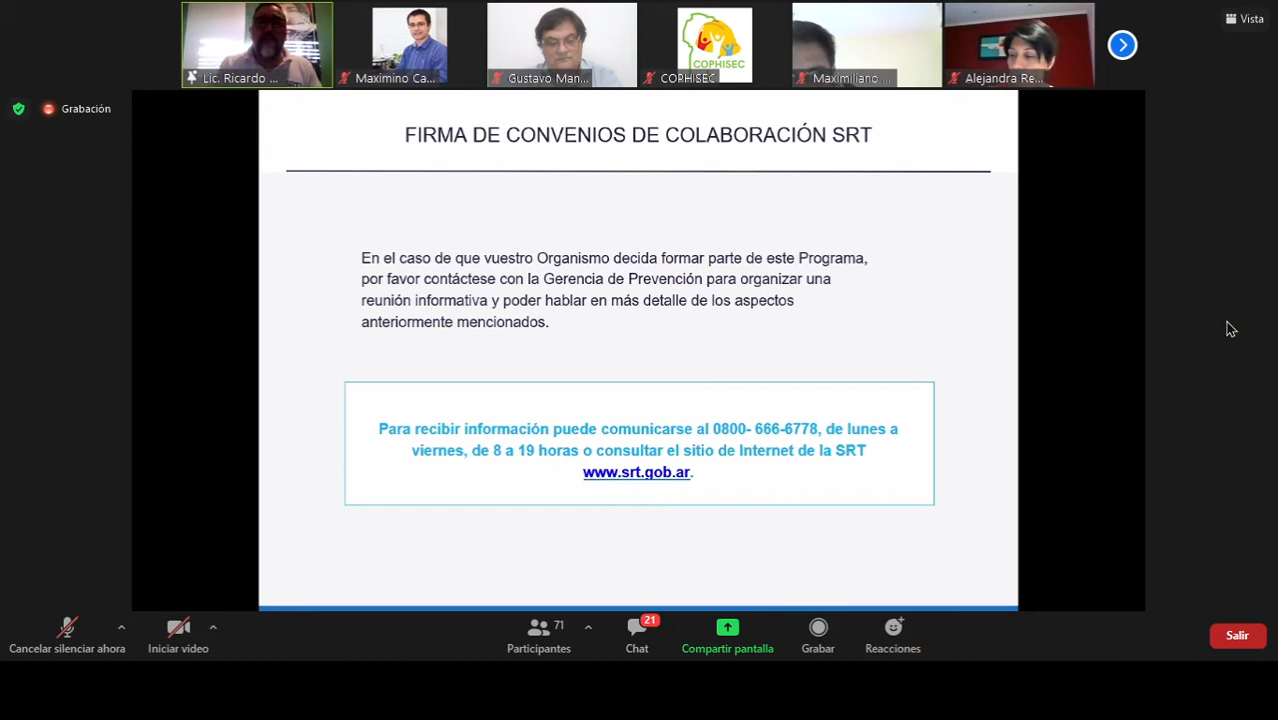 Vista
Lic. Ricardo ...
Maximino Ca...
Gustavo Man...
COPHISEC
COPHISEC
Maximiliano ...
Alejandra Re...
Grabación
FIRMA DE CONVENIOS DE COLABORACIÓN SRT
En el caso de que vuestro Organismo decida formar parte de este Programa,
por favor contáctese con la Gerencia de Prevención para organizar una
reunión informativa y poder hablar en más detalle de los aspectos
anteriormente mencionados.
Para recibir información puede comunicarse al 0800- 666-6778, de lunes a
viernes, de 8 a 19 horas o consultar el sitio de Internet de la SRT
www.srt.gob.ar.
Cancelar silenciar ahora
Iniciar video
71
Participantes
21
Chat
Compartir pantalla
Grabar
Reacciones
Salir